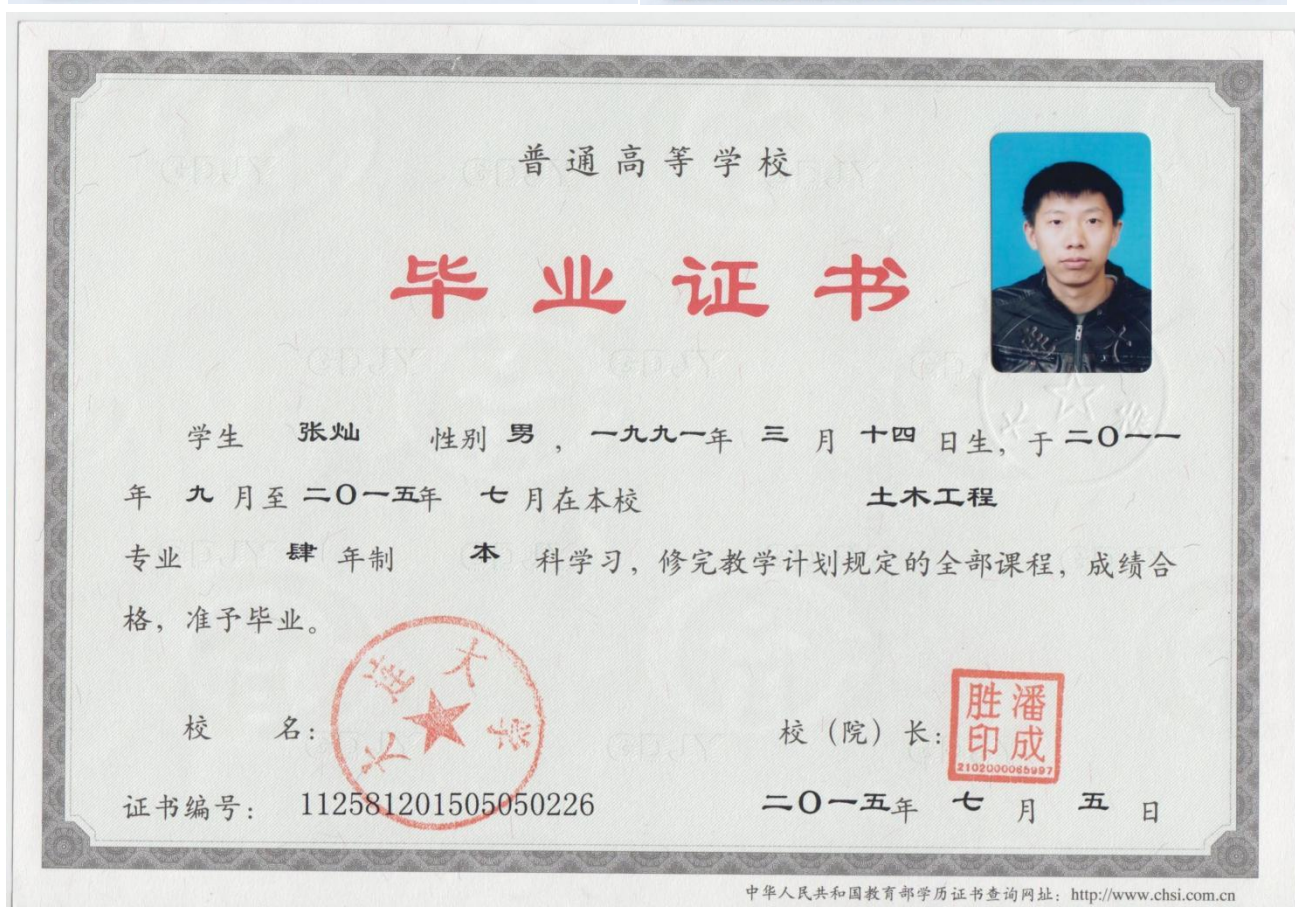 普通高等学校
毕业证书
学生 张灿 性别 男 ，一九九一年 三 月 十四 日生，于二〇一一
年 九 月至 二〇一五年 七 月在本校 土木工程
专业 肆 年制 本 科学习，修完教学计划规定的全部课程，成绩合
格，准予毕业。
校 名：
大连大学
校（院）长：
潘成胜印
2102000065997
证书编号： 112581201505050226
二〇一五年 七 月 五 日
中华人民共和国教育部学历证书查询网址：http://www.chsi.com.cn